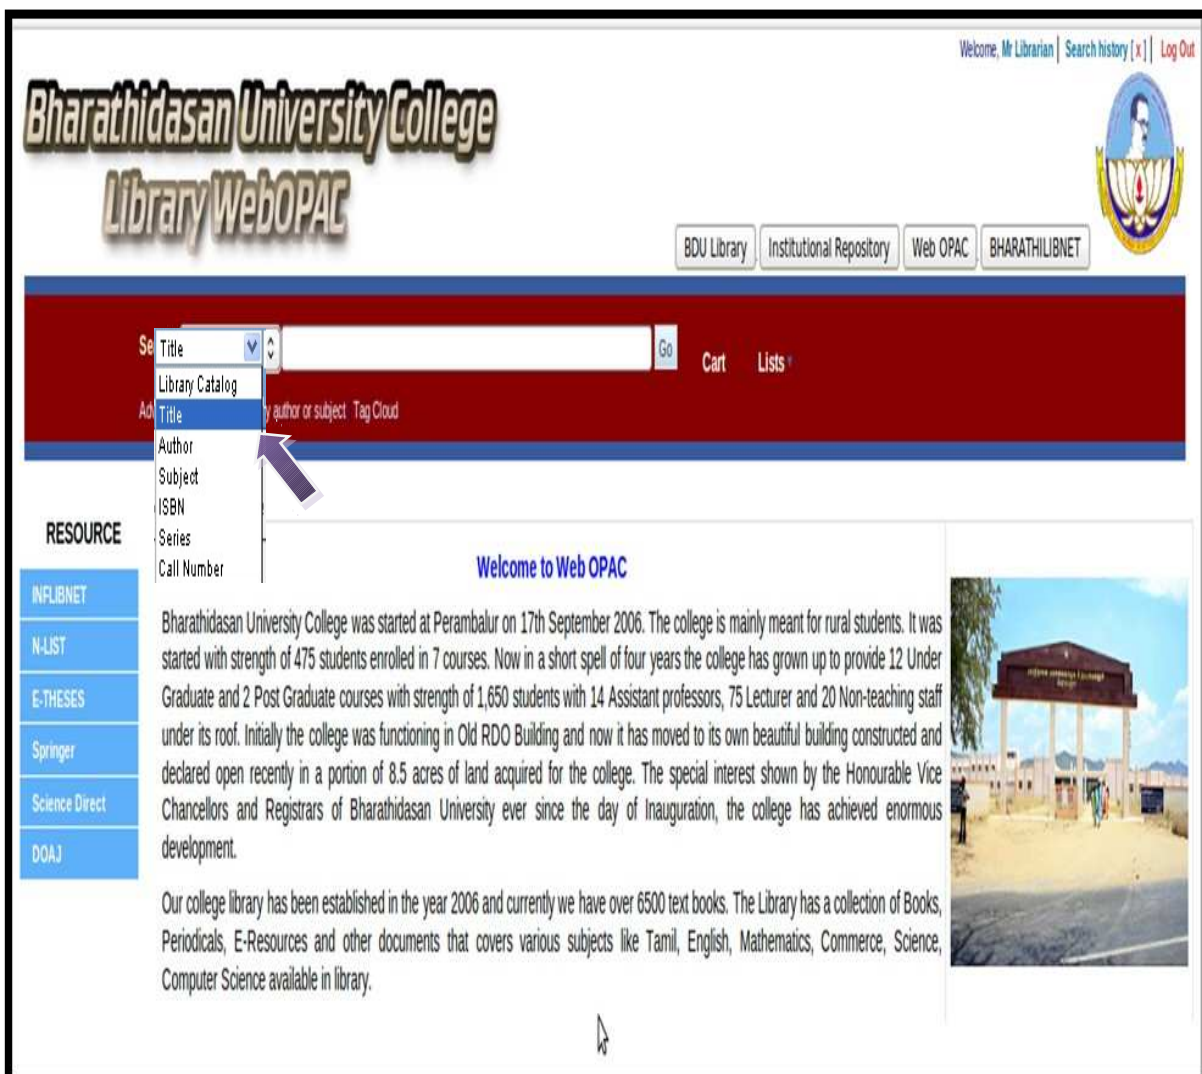 Welcome, Mr Librarian | Search history [ x ] | Log Out
Bharathidasan University College
Library WebOPAC
BDU Library
Institutional Repository
Web OPAC
BHARATHILIBNET
Se
Title
Go
Cart
Lists
Library Catalog
Title
Author
Subject
ISBN
Series
Call Number
Ad
y author or subject Tag Cloud
RESOURCE
INFLIBNET
N-LIST
E-THESES
Springer
Science Direct
DOAJ
Welcome to Web OPAC
Bharathidasan University College was started at Perambalur on 17th September 2006. The college is mainly meant for rural students. It was
started with strength of 475 students enrolled in 7 courses. Now in a short spell of four years the college has grown up to provide 12 Under
Graduate and 2 Post Graduate courses with strength of 1,650 students with 14 Assistant professors, 75 Lecturer and 20 Non-teaching staff
under its roof. Initially the college was functioning in Old RDO Building and now it has moved to its own beautiful building constructed and
declared open recently in a portion of 8.5 acres of land acquired for the college. The special interest shown by the Honourable Vice
Chancellors and Registrars of Bharathidasan University ever since the day of Inauguration, the college has achieved enormous
development.
Our college library has been established in the year 2006 and currently we have over 6500 text books. The Library has a collection of Books,
Periodicals, E-Resources and other documents that covers various subjects like Tamil, English, Mathematics, Commerce, Science,
Computer Science available in library.